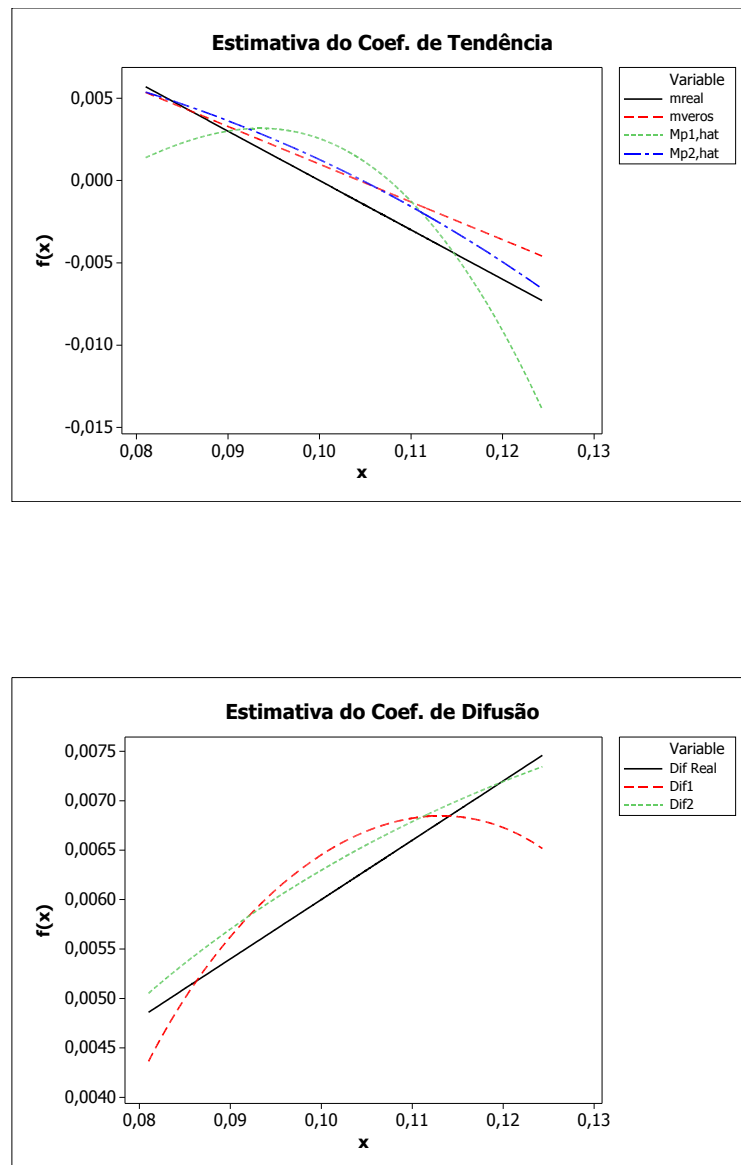 Estimativa do Coef. de Tendência
Variable
mreal
mveros
Mp1,hat
Mp2,hat
0,005
0,000
-0,005
-0,010
-0,015
f(x)
0,08 0,09 0,10 0,11 0,12 0,13
x
Estimativa do Coef. de Difusão
Variable
Dif Real
Dif1
Dif2
0,0075
0,0070
0,0065
0,0060
0,0055
0,0050
0,0045
0,0040
f(x)
0,08 0,09 0,10 0,11 0,12 0,13
x